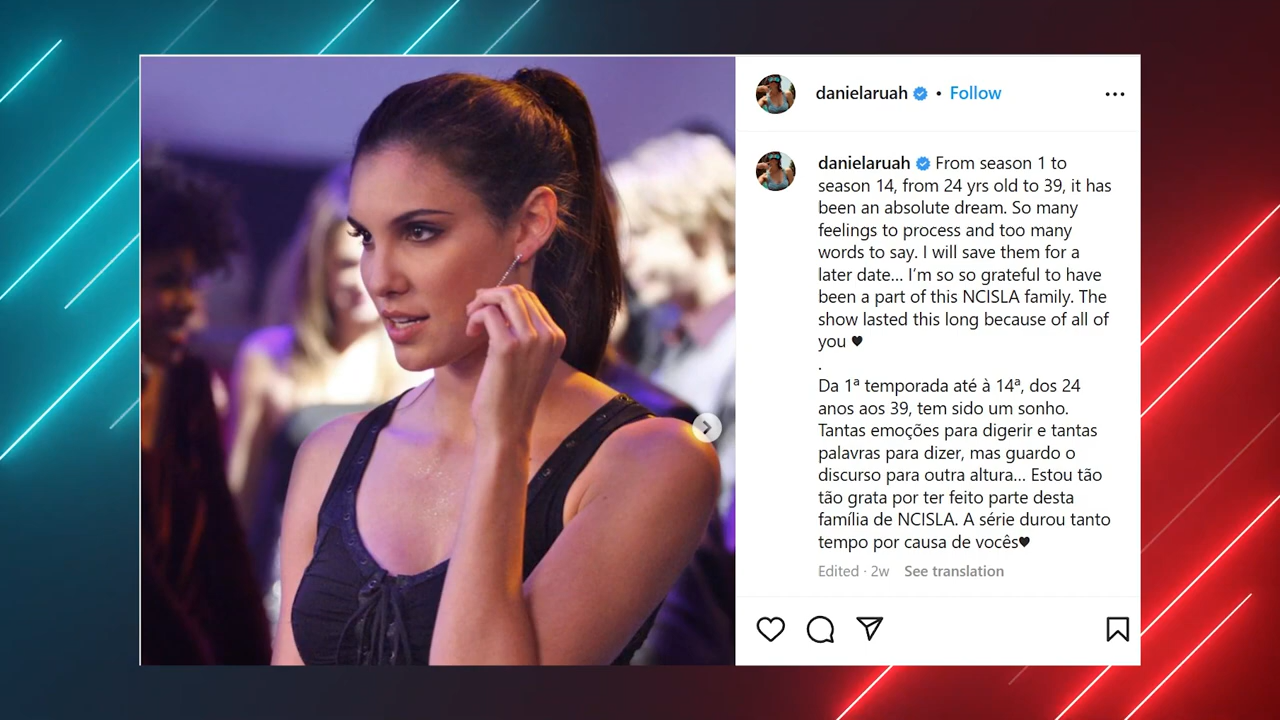 danielaruah • Follow
danielaruah From season 1 to
season 14, from 24 yrs old to 39, it has
been an absolute dream. So many
feelings to process and too many
words to say. I will save them for a
later date... I'm so so grateful to have
been a part of this NCISLA family. The
show lasted this long because of all of
you ♥
.
Da 1ª temporada até à 14ª, dos 24
anos aos 39, tem sido um sonho.
Tantas emoções para digerir e tantas
palavras para dizer, mas guardo o
discurso para outra altura... Estou tão
tão grata por ter feito parte desta
família de NCISLA. A série durou tanto
tempo por causa de vocês♥
Edited · 2w See translation